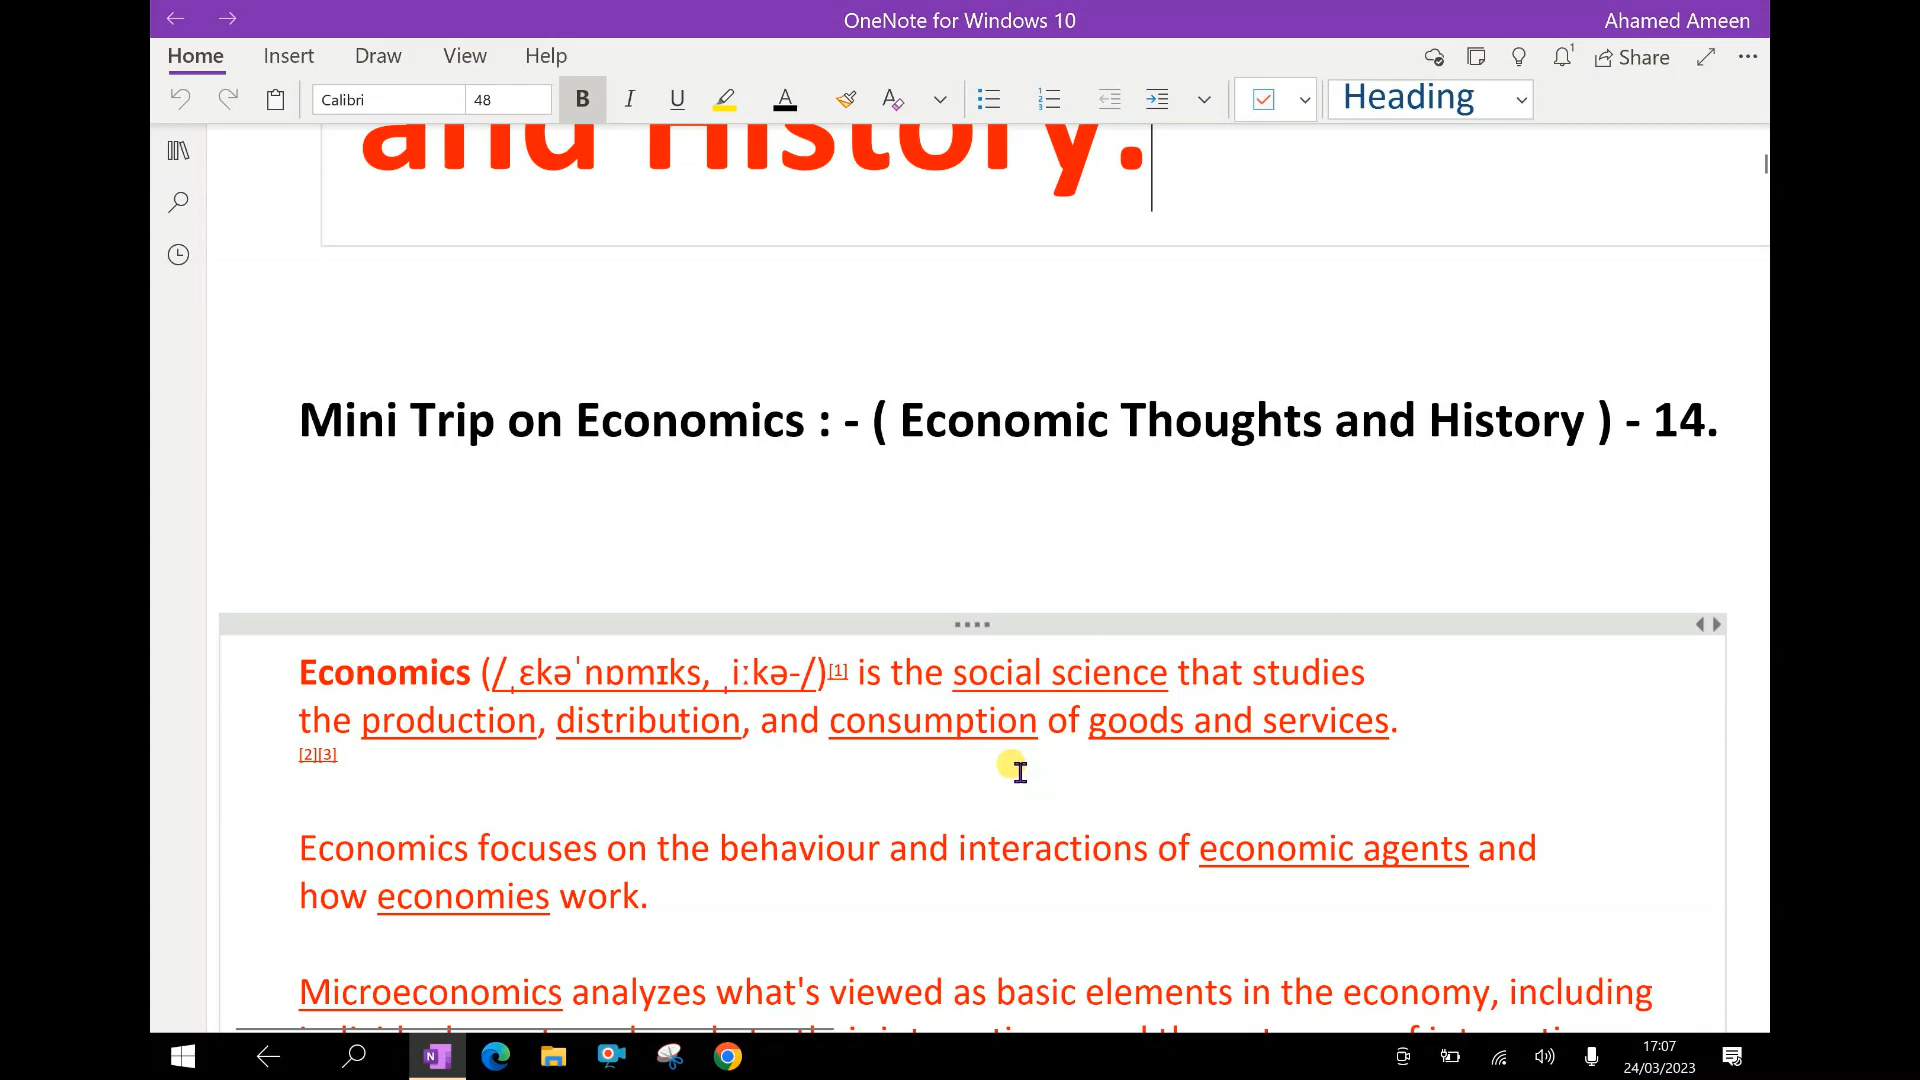 OneNote for Windows 10
Ahamed Ameen
Home Insert Draw View Help
1 Share
Calibri 48 B I U A A Heading
and History.
Mini Trip on Economics : - ( Economic Thoughts and History ) - 14.
Economics (/ˌɛkəˈnɒmɪks, ˌiːkə-/)[1] is the social science that studies
the production, distribution, and consumption of goods and services.
[2][3]
Economics focuses on the behaviour and interactions of economic agents and
how economies work.
Microeconomics analyzes what's viewed as basic elements in the economy, including
17:07
24/03/2023